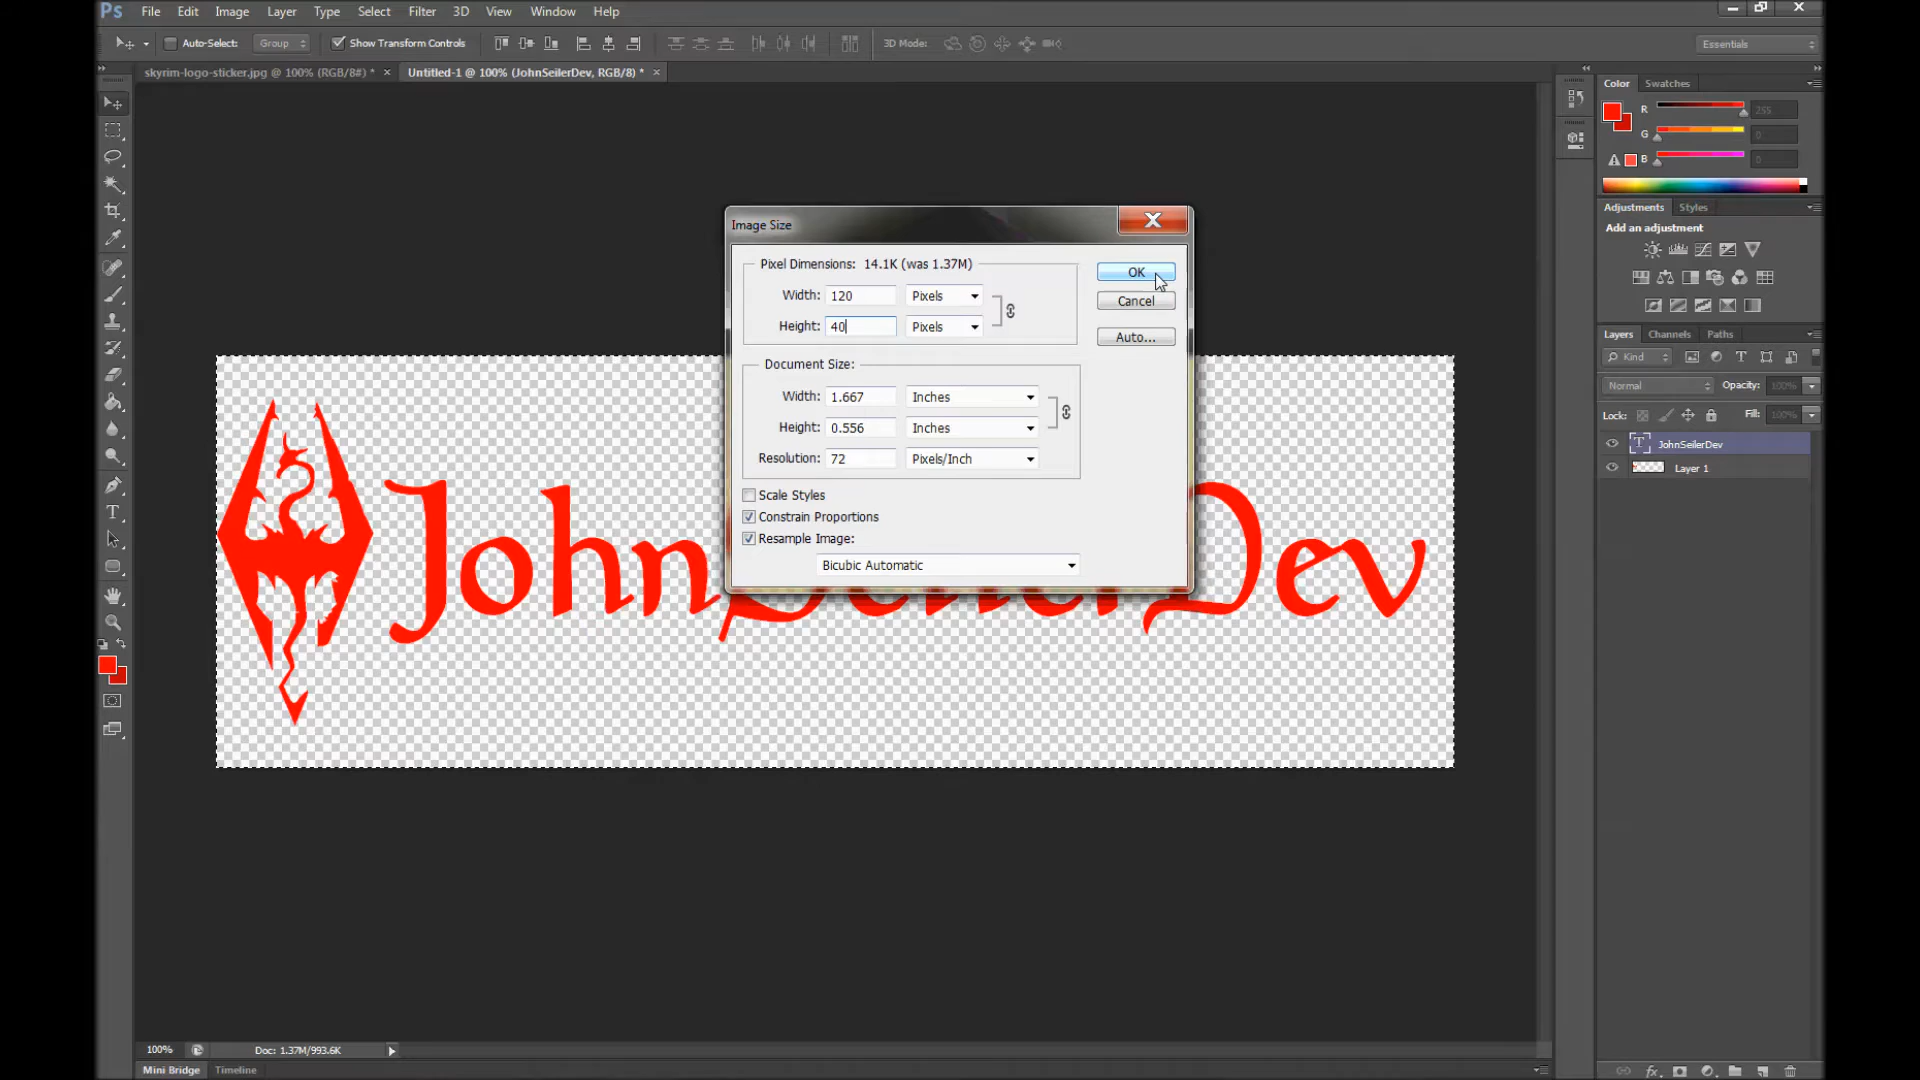 Ps File Edit Image Layer Type Select Filter 3D View Window Help
Auto-Select: Group Show Transform Controls 3D Mode: Essentials
skyrim-logo-sticker.jpg @ 100% (RGB/8#) * × Untitled-1 @ 100% (JohnSeilerDev, RGB/8) * ×
Color Swatches
R 255
G 0
B 0
Adjustments Styles
Add an adjustment
Layers Channels Paths
Kind
Normal Opacity: 100%
Lock: Fill: 100%
JohnSeilerDev
Layer 1
Image Size
Pixel Dimensions: 14.1K (was 1.37M)
Width: 120 Pixels
Height: 40 Pixels
OK
Cancel
Auto...
Document Size:
Width: 1.667 Inches
Height: 0.556 Inches
Resolution: 72 Pixels/Inch
Scale Styles
Constrain Proportions
Resample Image:
Bicubic Automatic
JohnSeilerDev
100% Doc: 1.37M/993.6K
Mini Bridge Timeline